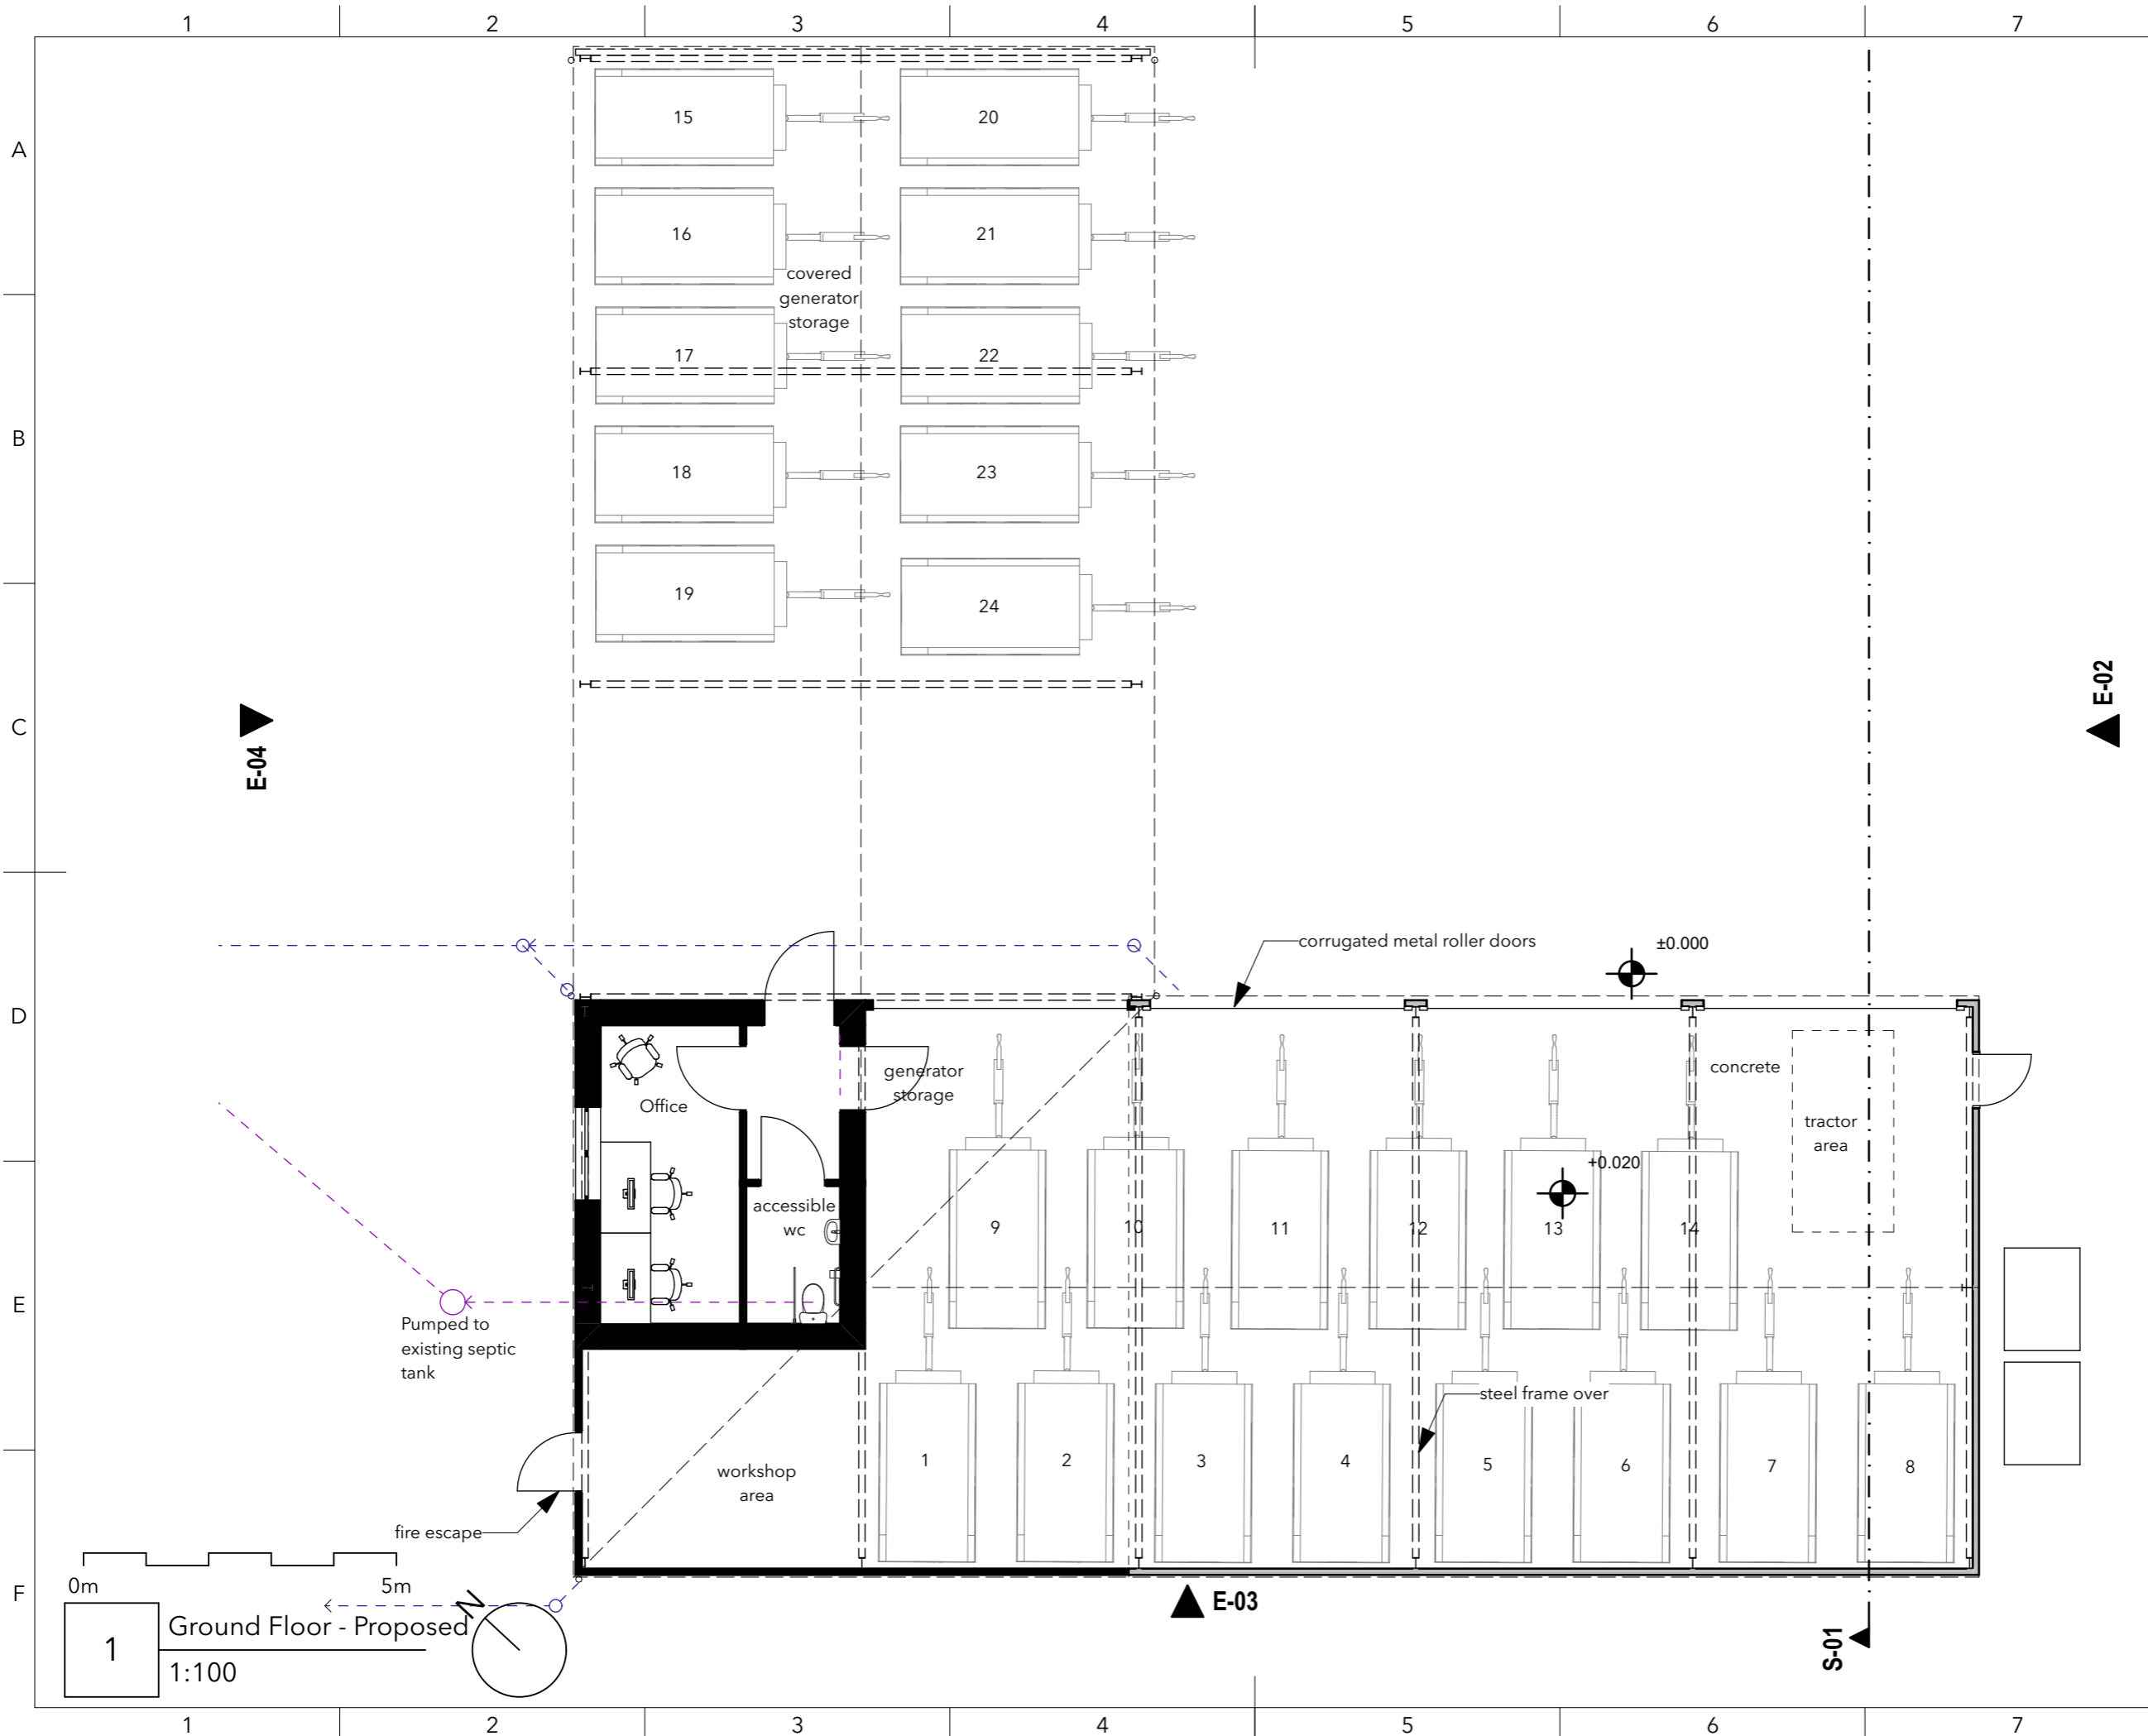 1 2 3 4 5 6 7
A
B
C
D
E
F
15 20
16 21
covered
generator
storage
17 22
18 23
19 24
E-04
E-02
corrugated metal roller doors
±0.000
generator
storage
concrete
Office
tractor
area
+0.020
accessible
wc
9 10 11 12 13 14
Pumped to
existing septic
tank
steel frame over
1 2 3 4 5 6 7 8
workshop
area
fire escape
0m 5m
N
E-03
S-01
1
Ground Floor - Proposed
1:100
1 2 3 4 5 6 7